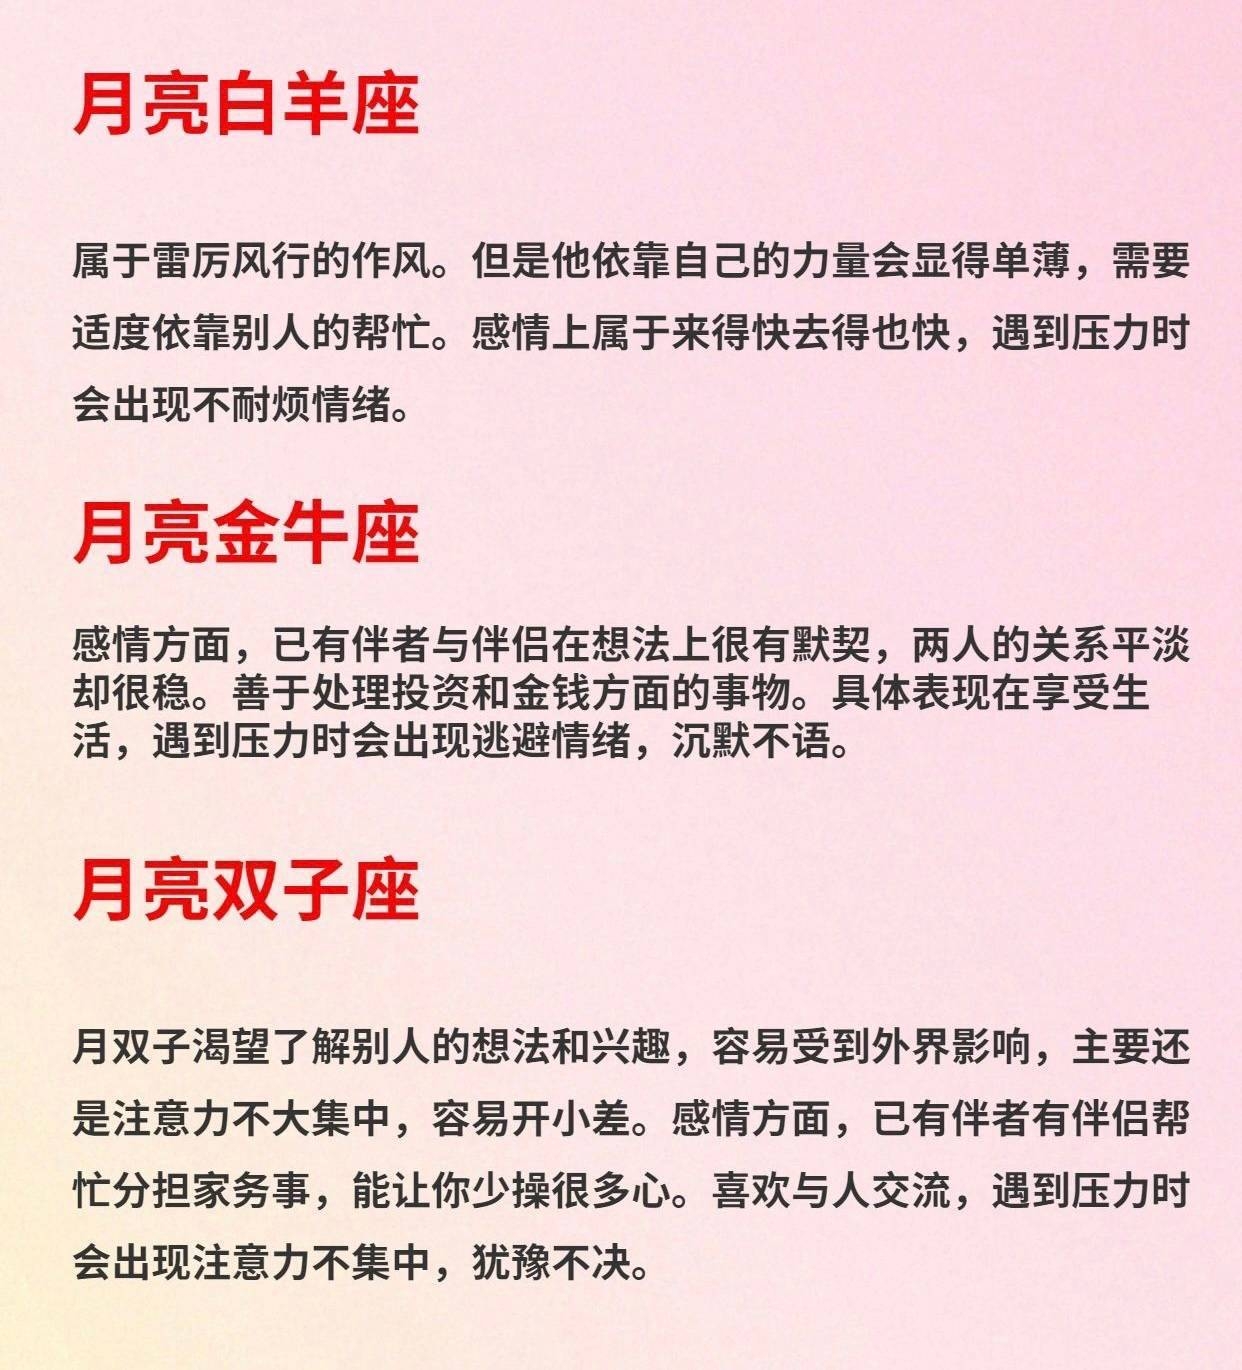 月亮白羊座
属于雷厉风行的作风。但是他依靠自己的力量会显得单薄，需要
适度依靠别人的帮忙。感情上属于来得快去得也快，遇到压力时
会出现不耐烦情绪。
月亮金牛座
感情方面，已有伴者与伴侣在想法上很有默契，两人的关系平淡
却很稳。善于处理投资和金钱方面的事物。具体表现在享受生
活，遇到压力时会出现逃避情绪，沉默不语。
月亮双子座
月双子渴望了解别人的想法和兴趣，容易受到外界影响，主要还
是注意力不大集中，容易开小差。感情方面，已有伴者有伴侣帮
忙分担家务事，能让你少操很多心。喜欢与人交流，遇到压力时
会出现注意力不集中，犹豫不决。